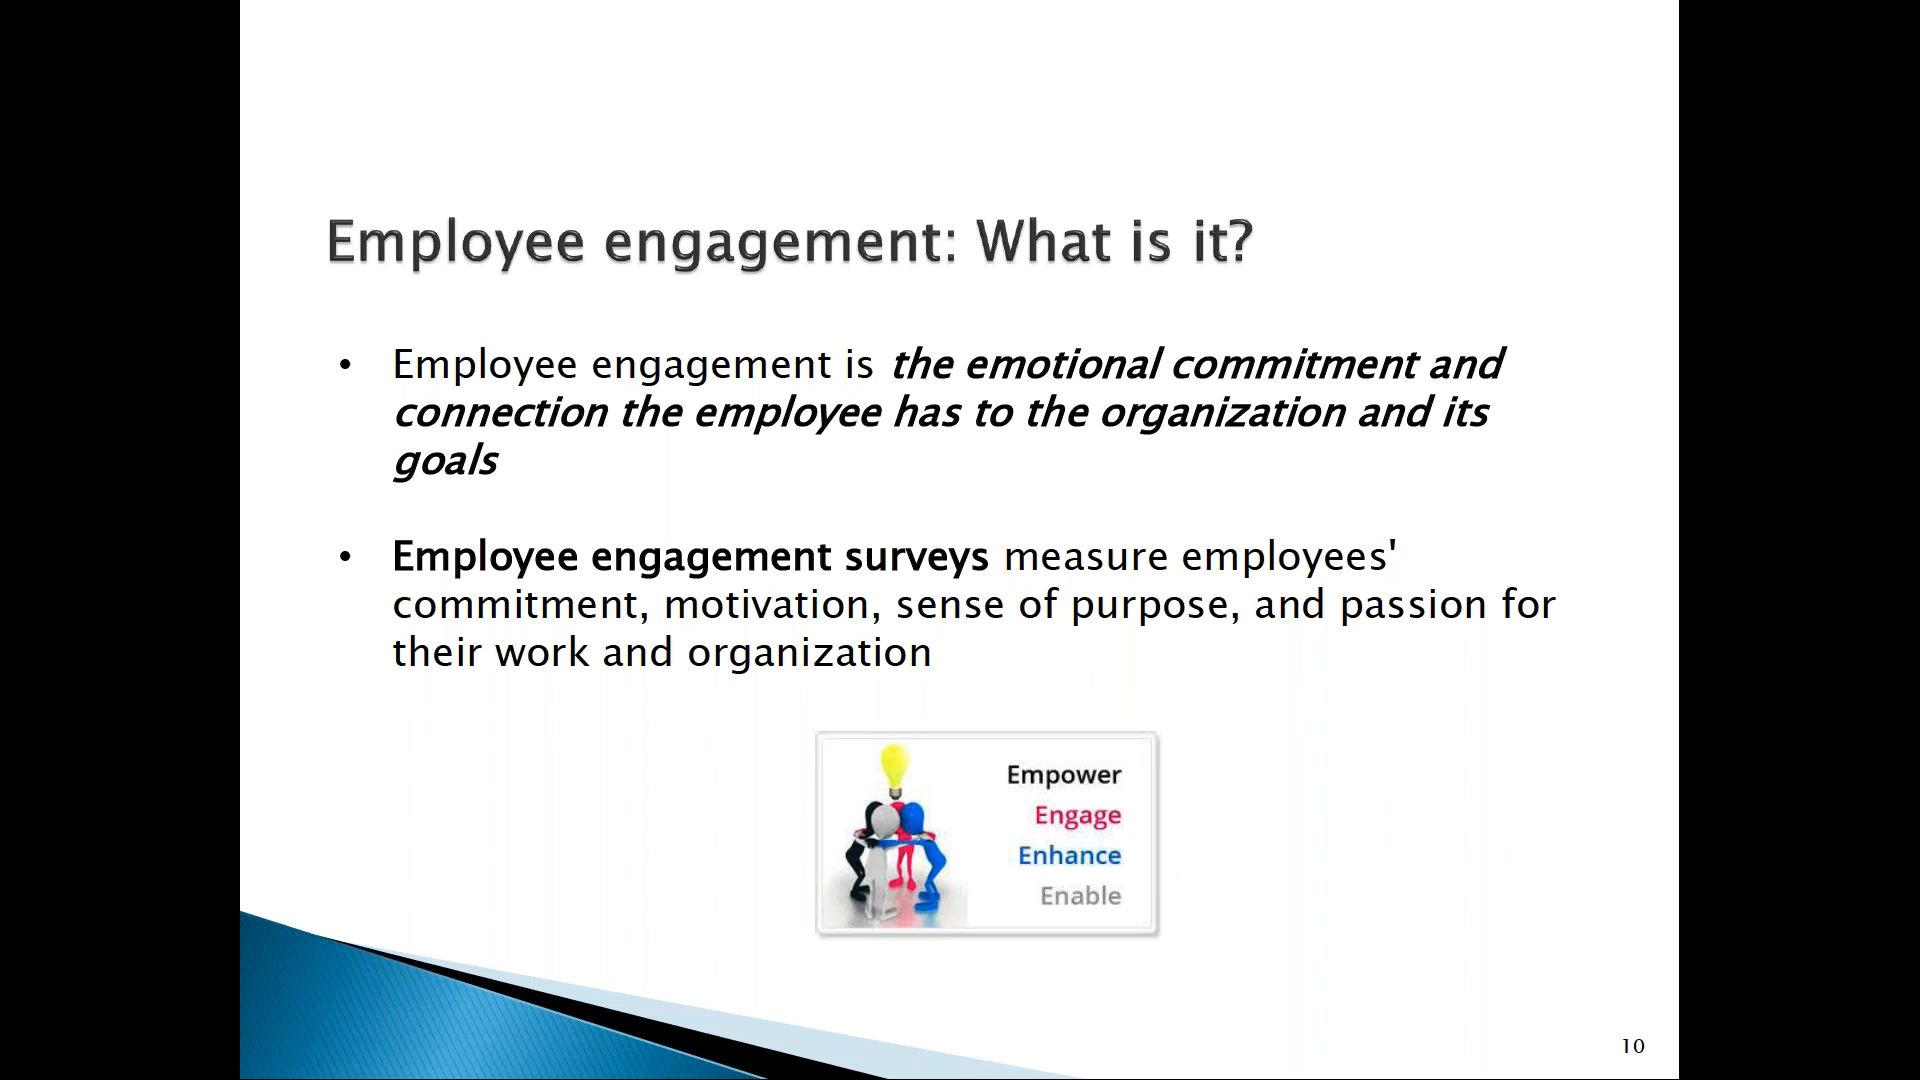 Employee engagement: What is it?
• Employee engagement is the emotional commitment and
connection the employee has to the organization and its
goals
• Employee engagement surveys measure employees'
commitment, motivation, sense of purpose, and passion for
their work and organization
Empower
Engage
Enhance
Enable
10